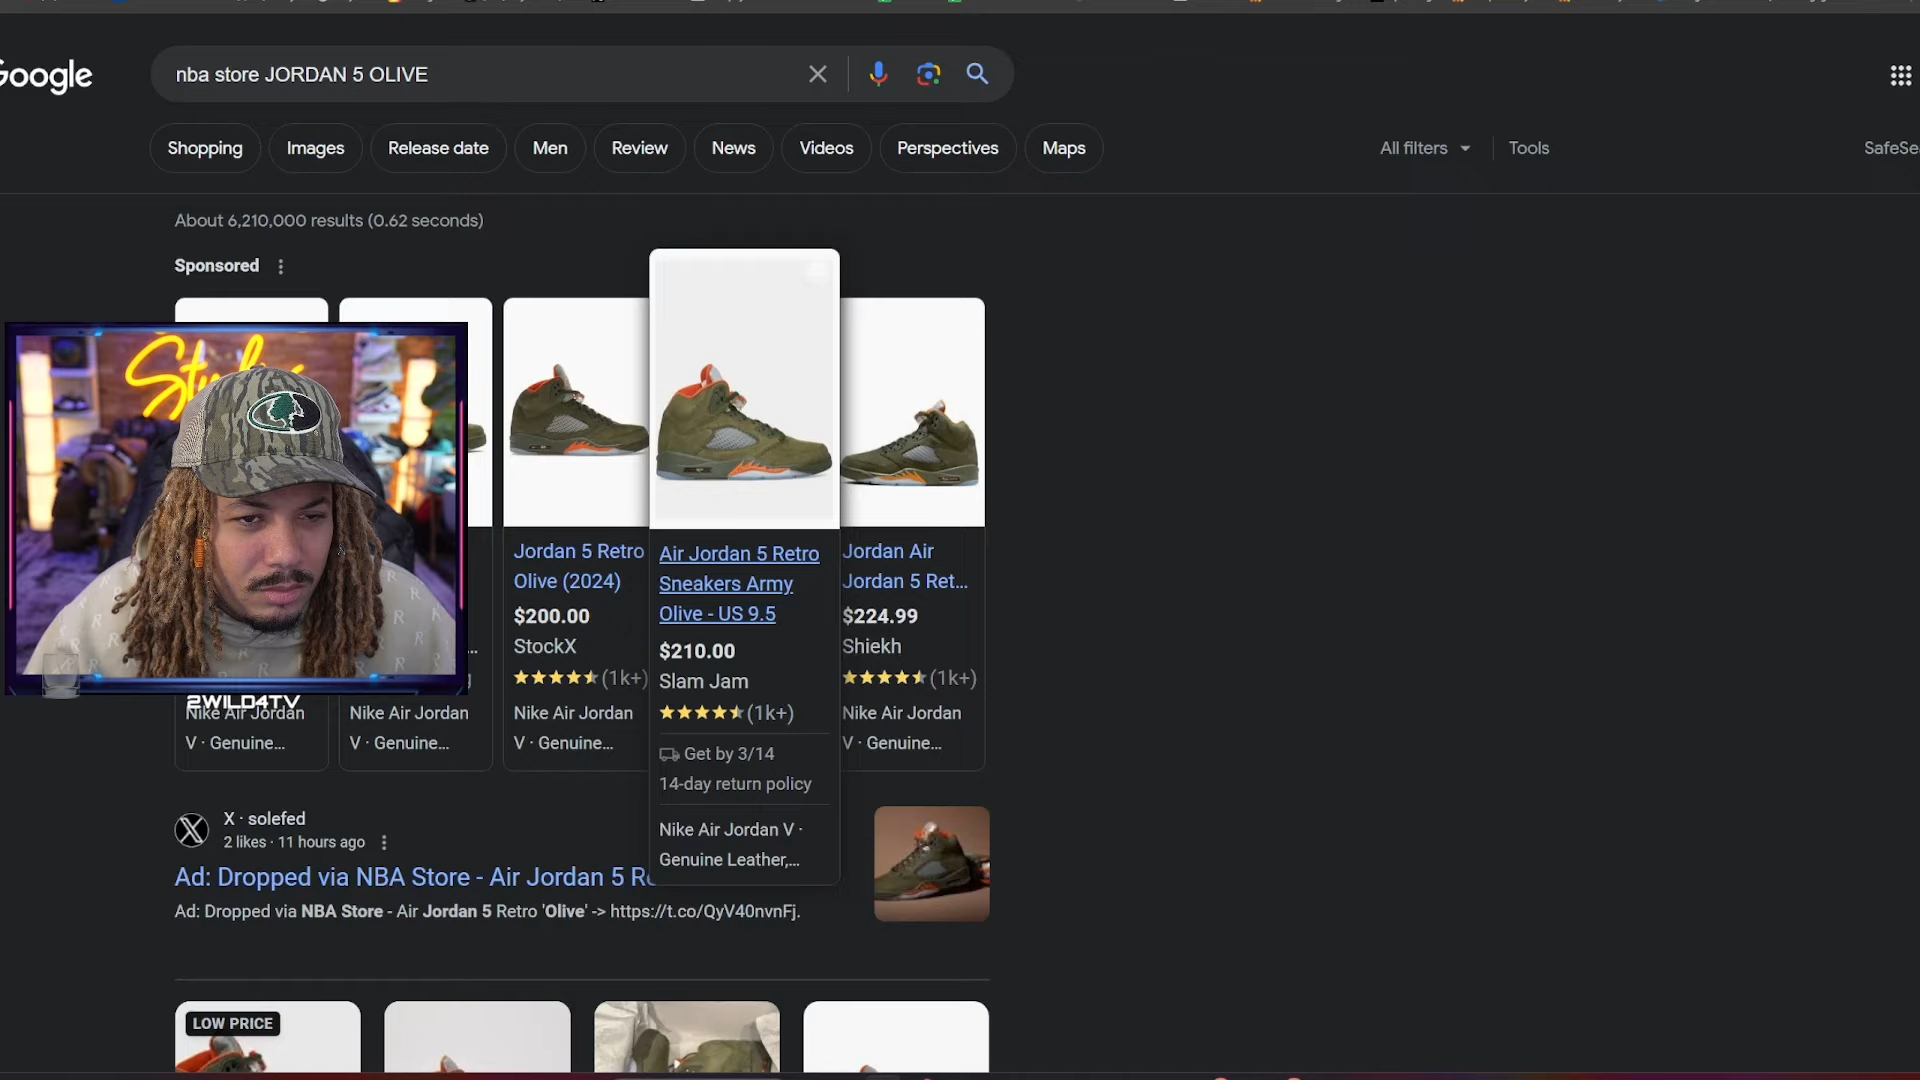 Google
nba store JORDAN 5 OLIVE
Shopping
Images
Release date
Men
Review
News
Videos
Perspectives
Maps
All filters
Tools
SafeSea
About 6,210,000 results (0.62 seconds)
Sponsored
Jordan 5 Retro
Olive (2024)
$200.00
StockX
(1k+)
Nike Air Jordan
V · Genuine...
Air Jordan 5 Retro
Sneakers Army
Olive - US 9.5
$210.00
Slam Jam
(1k+)
Get by 3/14
14-day return policy
Nike Air Jordan V ·
Genuine Leather,...
Jordan Air
Jordan 5 Ret...
$224.99
Shiekh
(1k+)
Nike Air Jordan
V · Genuine...
2WILD4TV
Nike Air Jordan
V · Genuine...
Nike Air Jordan
V · Genuine...
X · solefed
2 likes · 11 hours ago
Ad: Dropped via NBA Store - Air Jordan 5 Re
Ad: Dropped via NBA Store - Air Jordan 5 Retro 'Olive' -> https://t.co/QyV40nvnFj.
LOW PRICE